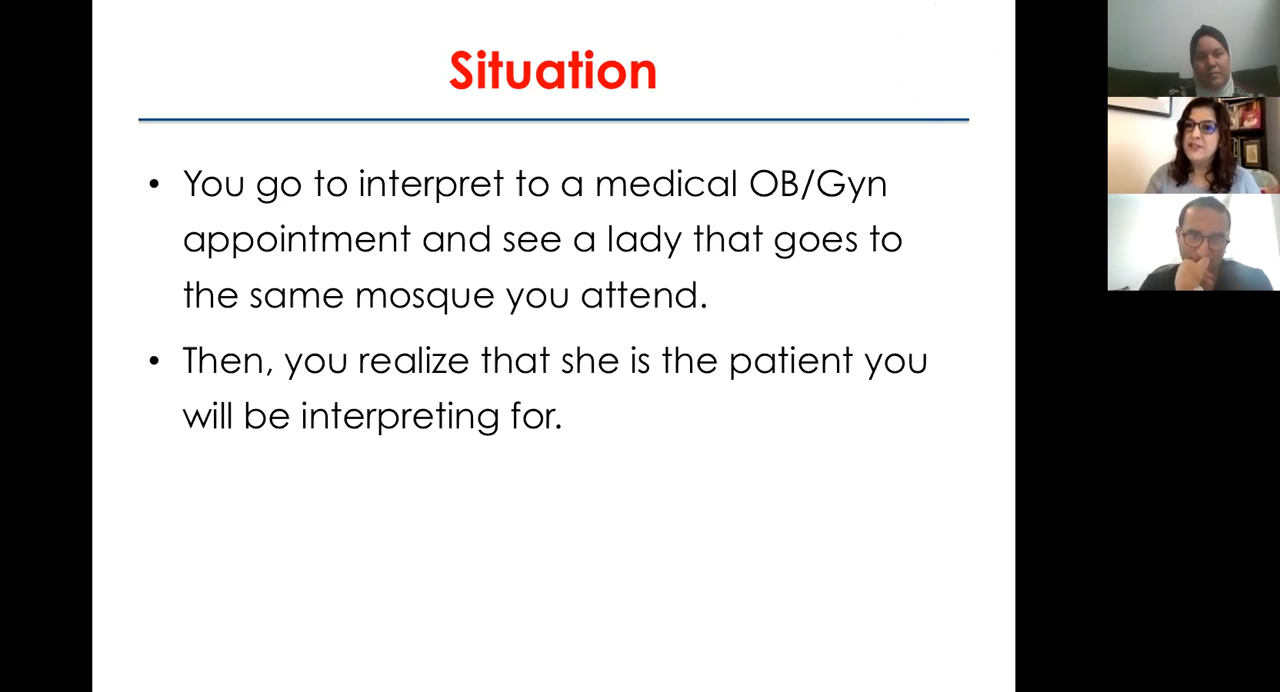 Situation
• You go to interpret to a medical OB/Gyn
appointment and see a lady that goes to
the same mosque you attend.
• Then, you realize that she is the patient you
will be interpreting for.